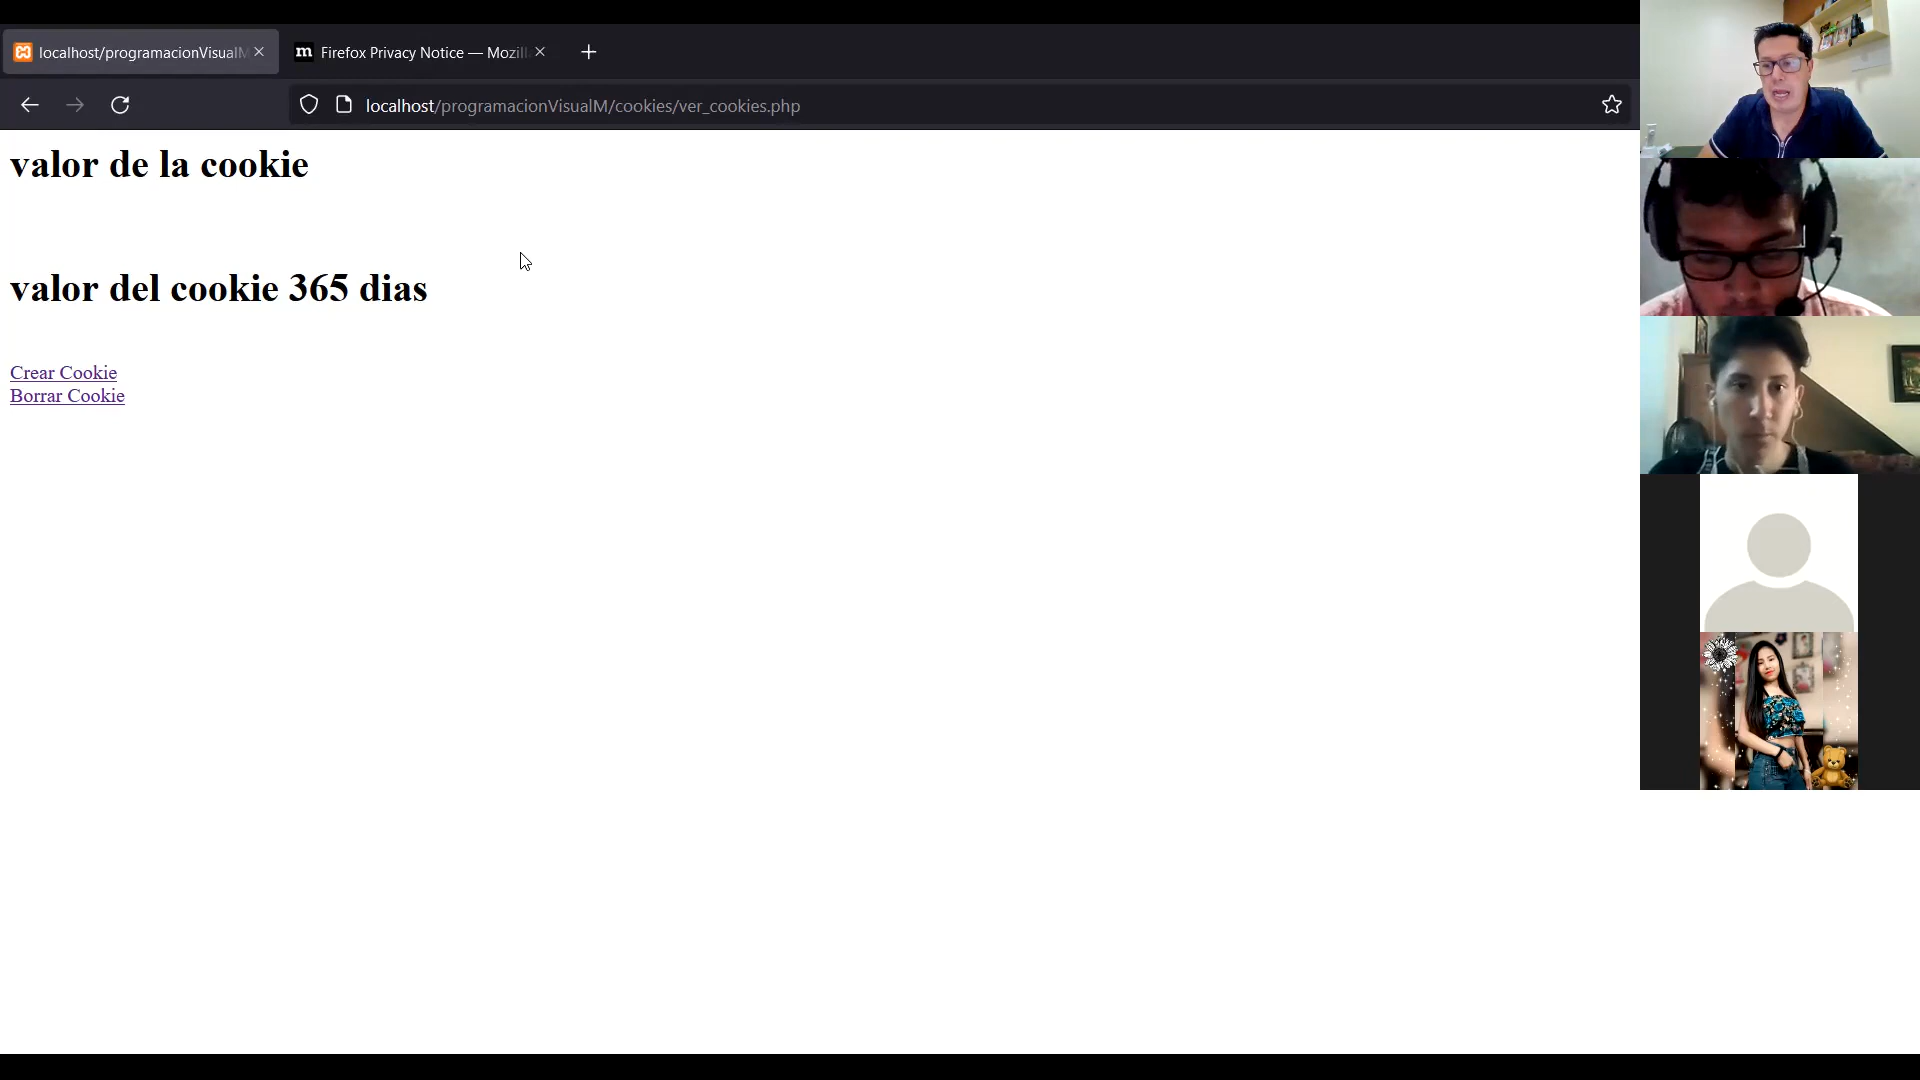 localhost/programacionVisualM
Firefox Privacy Notice — Mozill
localhost/programacionVisualM/cookies/ver_cookies.php
valor de la cookie
valor del cookie 365 dias
Crear Cookie
Borrar Cookie